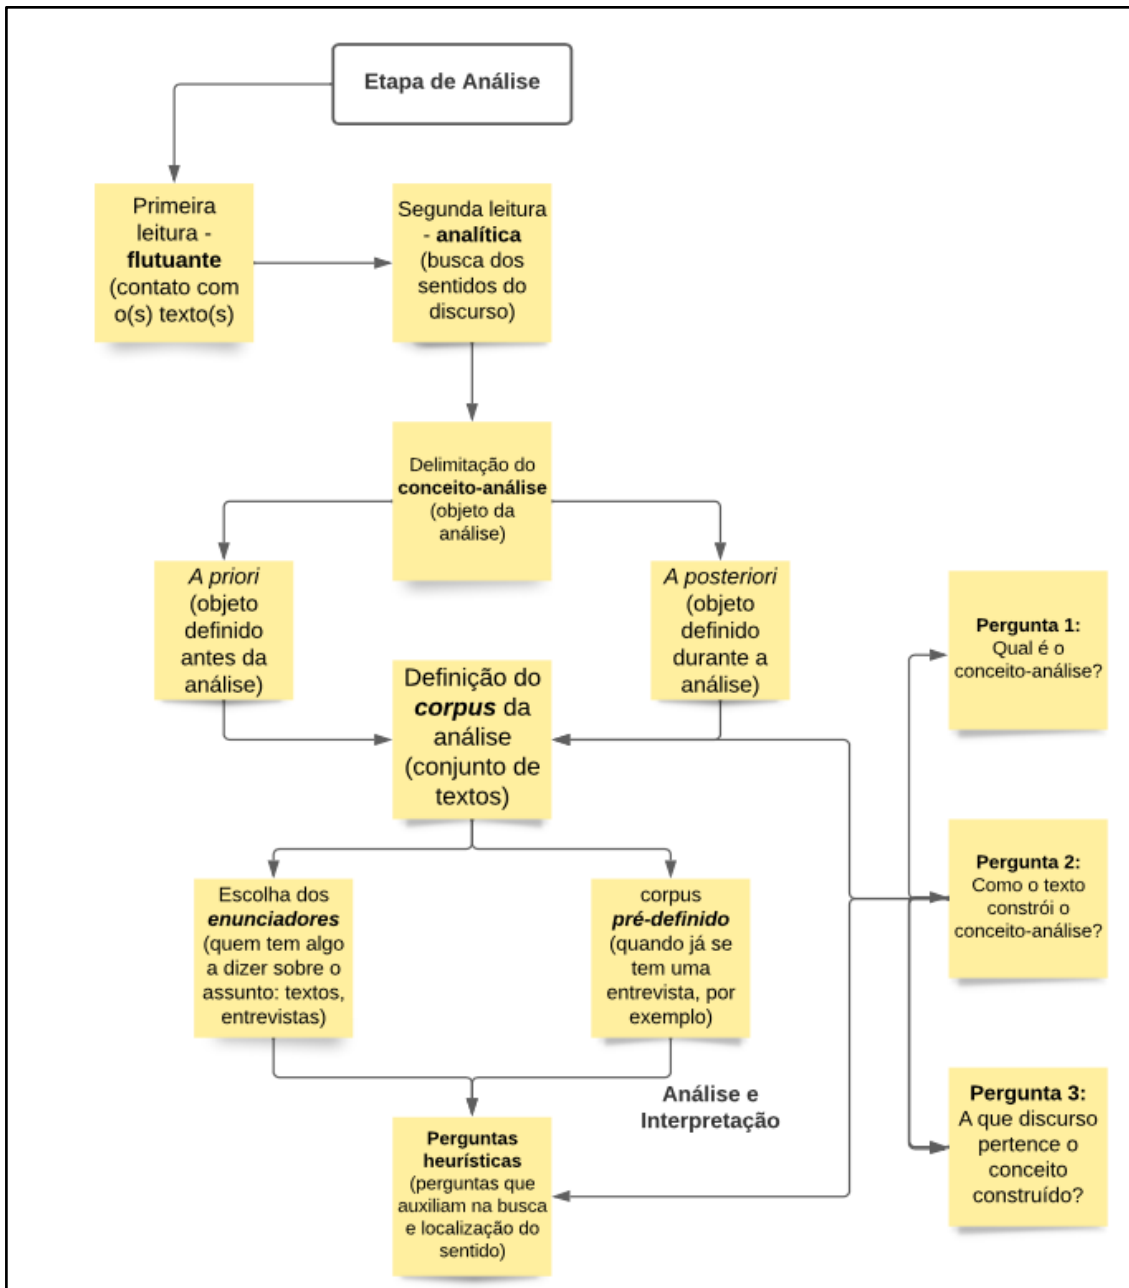 Etapa de Análise
Primeira
leitura -
flutuante
(contato com
o(s) texto(s)
Segunda leitura
- analítica
(busca dos
sentidos do
discurso)
Delimitação do
conceito-análise
(objeto da
análise)
A priori
(objeto
definido
antes da
análise)
A posteriori
(objeto
definido
durante a
análise)
Definição do
corpus da
análise
(conjunto de
textos)
Escolha dos
enunciadores
(quem tem algo
a dizer sobre o
assunto: textos,
entrevistas)
corpus
pré-definido
(quando já se
tem uma
entrevista, por
exemplo)
Análise e
Interpretação
Perguntas
heurísticas
(perguntas que
auxiliam na busca
e localização do
sentido)
Pergunta 1:
Qual é o
conceito-análise?
Pergunta 2:
Como o texto
constrói o
conceito-análise?
Pergunta 3:
A que discurso
pertence o
conceito
construído?